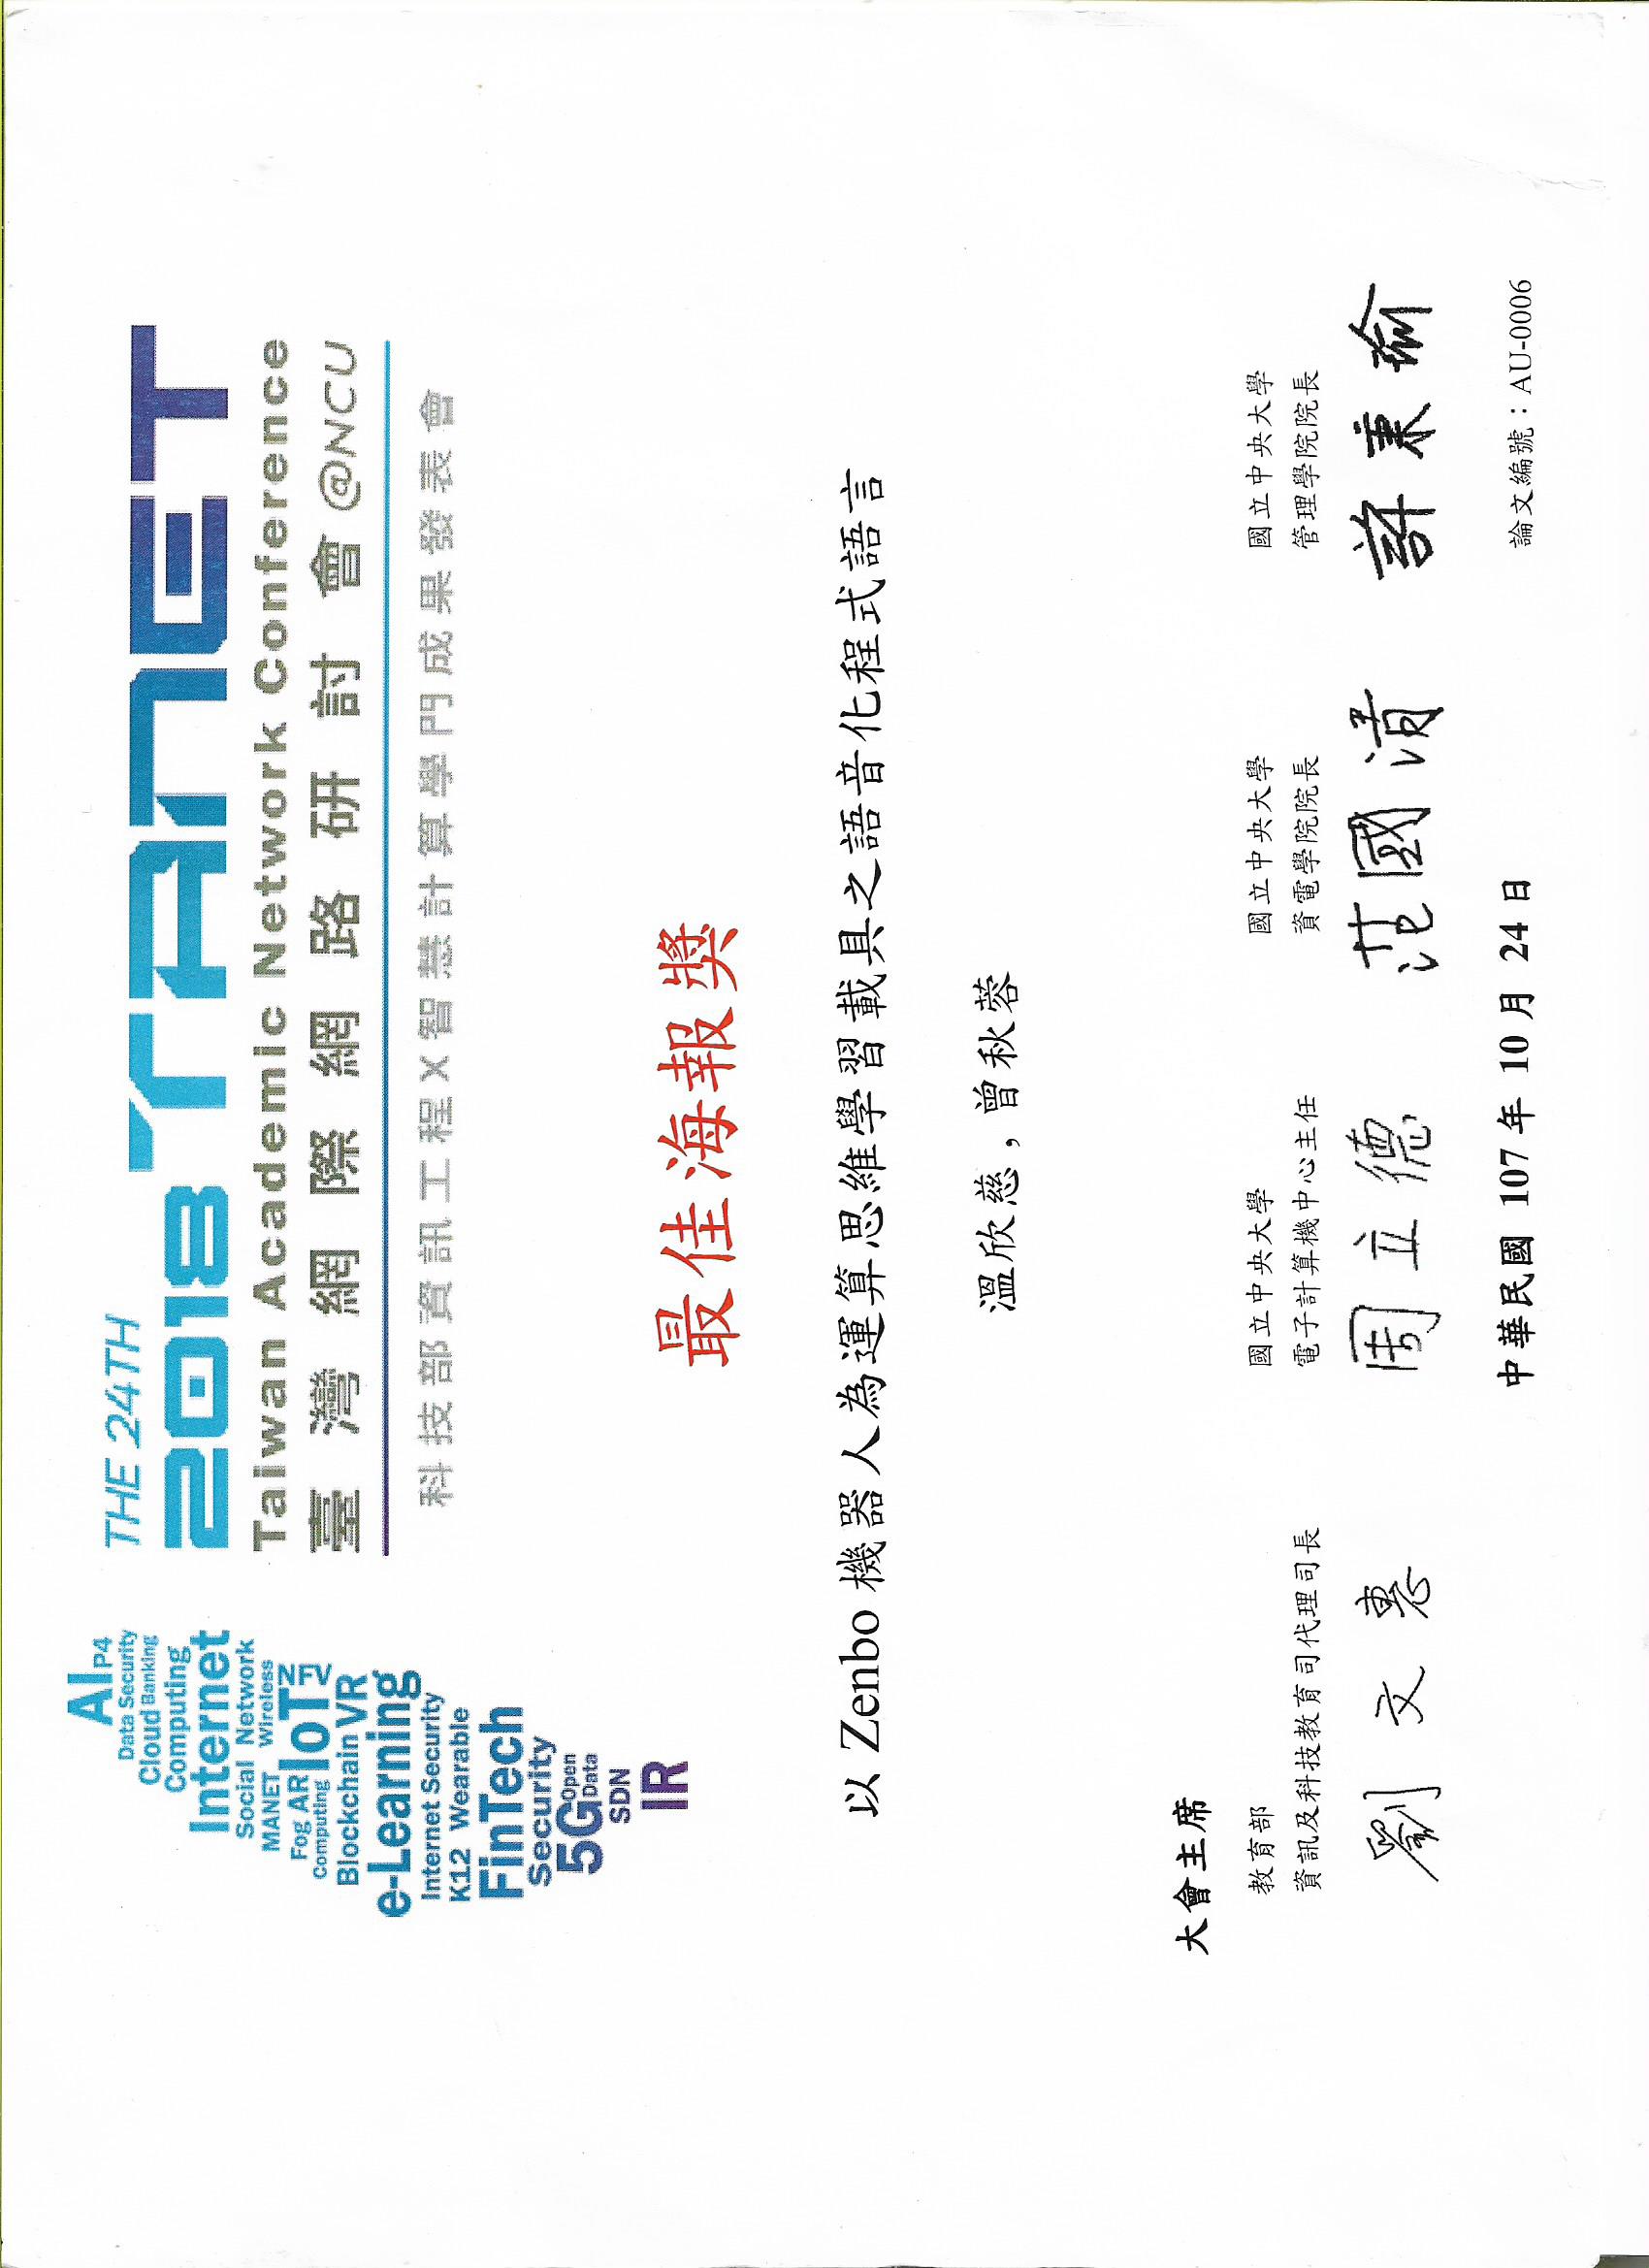 AI P4
Data Security
Cloud Banking
Computing
Internet
Social Network
MANET Wireless
Fog AR IoT NFV
Computing
Blockchain VR
e-Learning
Internet Security
K12 Wearable
FinTech
Security
5G Open Data
SDN
IR
THE 24TH
2018 TANET
Taiwan Academic Network Conference
臺灣網際網路研討會@NCU
科技部資訊工程X智慧計算學門成果發表會
最佳海報獎
以 Zenbo 機器人為運算思維學習載具之語音化程式語言
溫欣慈 , 曾秋蓉
大會主席
教育部
資訊及科技教育司代理司長
劉文惠
國立中央大學
電子計算機中心主任
周立德
國立中央大學
資電學院院長
范國清
國立中央大學
管理學院院長
許秉瑜
中華民國 107 年 10 月 24 日
論文編號：AU-0006